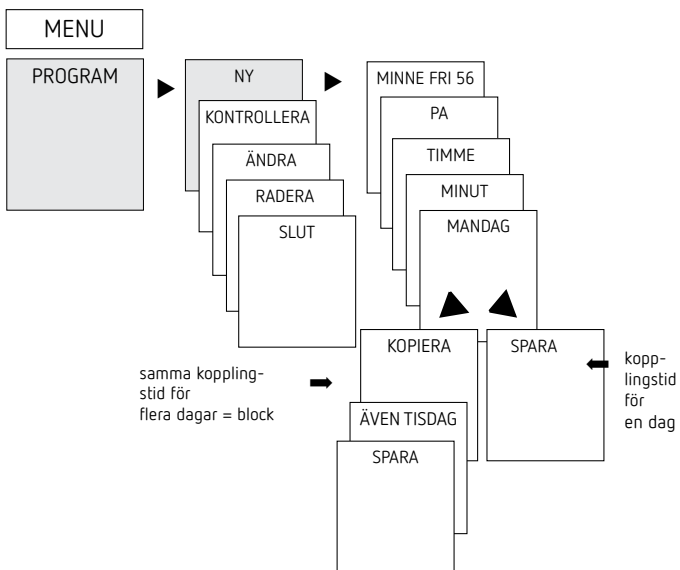 MENU
PROGRAM
NY
KONTROLLERA
ÄNDRA
RADERA
SLUT
MINNE FRI 56
PA
TIMME
MINUT
MANDAG
KOPIERA
SPARA
samma koppling-
stid för
flera dagar = block
kopp-
lingstid
för
en dag
ÄVEN TISDAG
SPARA